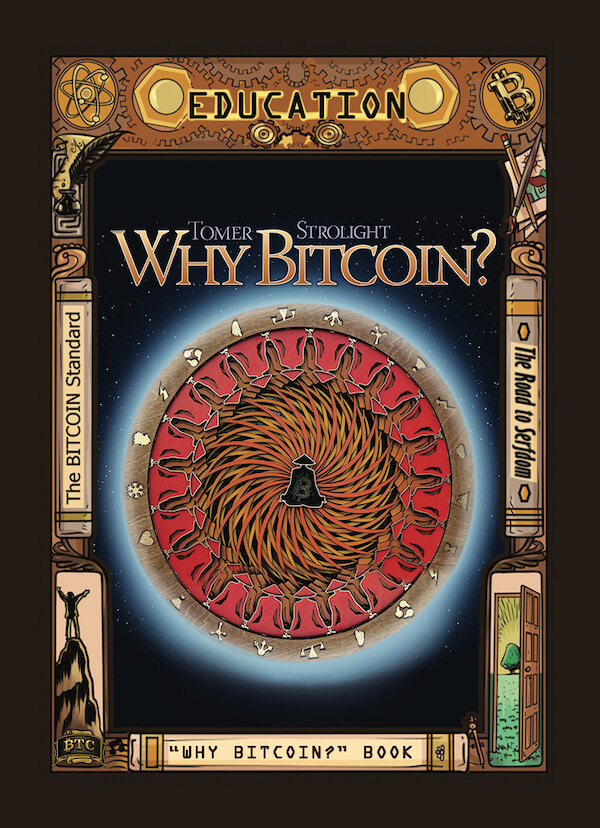 EDUCATION
TOMER STROLIGHT
WHY BITCOIN?
The BITCOIN Standard
The Road to Serfdom
BTC
"WHY BITCOIN?" BOOK